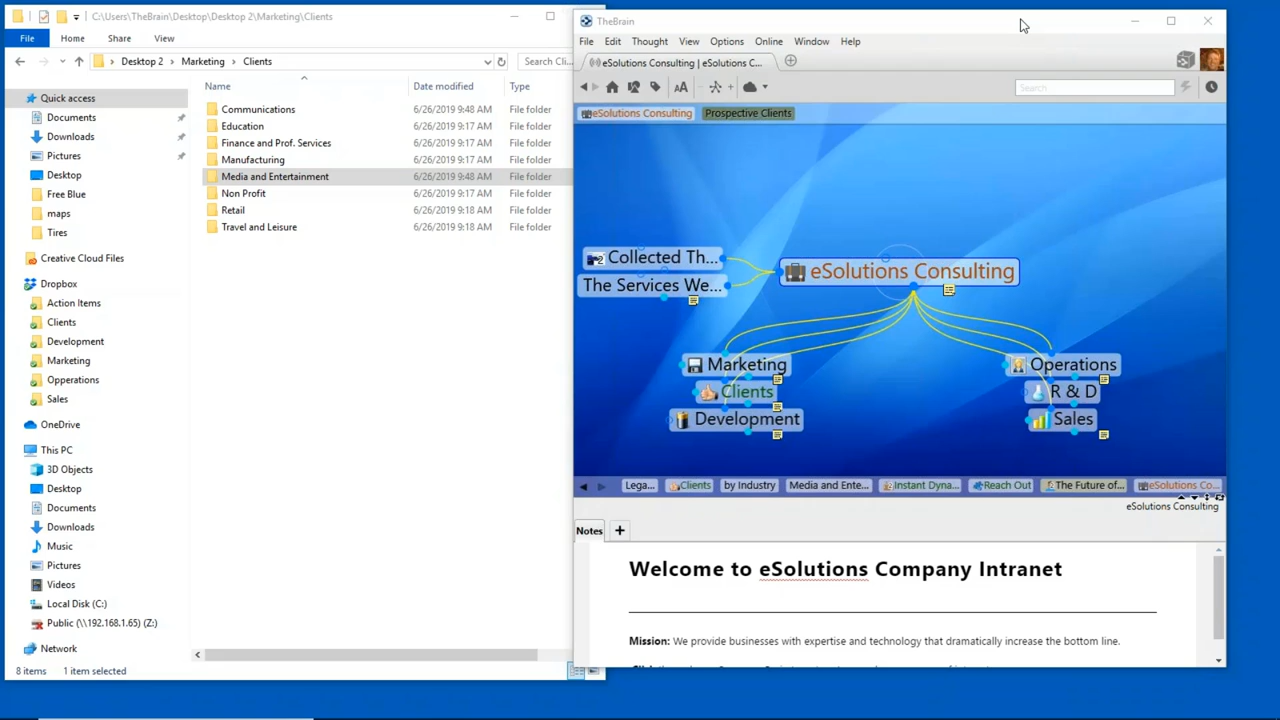 C:\Users\TheBrain\Desktop\Desktop 2\Marketing\Clients
File Home Share View
Desktop 2 Marketing Clients Search Cli...
Quick access
Documents
Downloads
Pictures
Desktop
Free Blue
maps
Tires
Creative Cloud Files
Dropbox
Action Items
Clients
Development
Marketing
Opperations
Sales
OneDrive
This PC
3D Objects
Desktop
Documents
Downloads
Music
Pictures
Videos
Local Disk (C:)
Public (\\192.168.1.65) (Z:)
Network
Name Date modified Type
Communications 6/26/2019 9:48 AM File folder
Education 6/26/2019 9:17 AM File folder
Finance and Prof. Services 6/26/2019 9:17 AM File folder
Manufacturing 6/26/2019 9:17 AM File folder
Media and Entertainment 6/26/2019 9:48 AM File folder
Non Profit 6/26/2019 9:17 AM File folder
Retail 6/26/2019 9:18 AM File folder
Travel and Leisure 6/26/2019 9:18 AM File folder
8 items 1 item selected
TheBrain
File Edit Thought View Options Online Window Help
eSolutions Consulting | eSolutions C...
AA Search
eSolutions Consulting Prospective Clients
Collected Th...
The Services We...
eSolutions Consulting
Marketing
Clients
Development
Operations
R & D
Sales
Lega... Clients by Industry Media and Ente... Instant Dyna... Reach Out The Future of... eSolutions Co...
eSolutions Consulting
Notes +
Welcome to eSolutions Company Intranet
Mission: We provide businesses with expertise and technology that dramatically increase the bottom line.